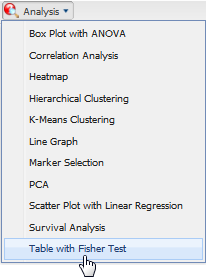 Analysis
Box Plot with ANOVA
Correlation Analysis
Heatmap
Hierarchical Clustering
K-Means Clustering
Line Graph
Marker Selection
PCA
Scatter Plot with Linear Regression
Survival Analysis
Table with Fisher Test